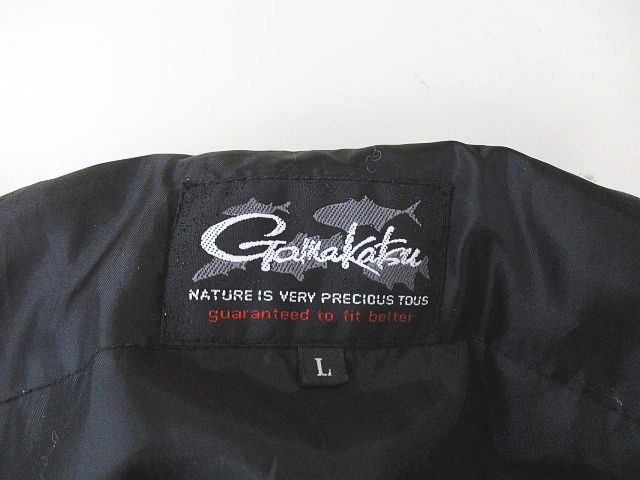 Gamakatsu
NATURE IS VERY PRECIOUS TOUS
guaranteed to fit better
L